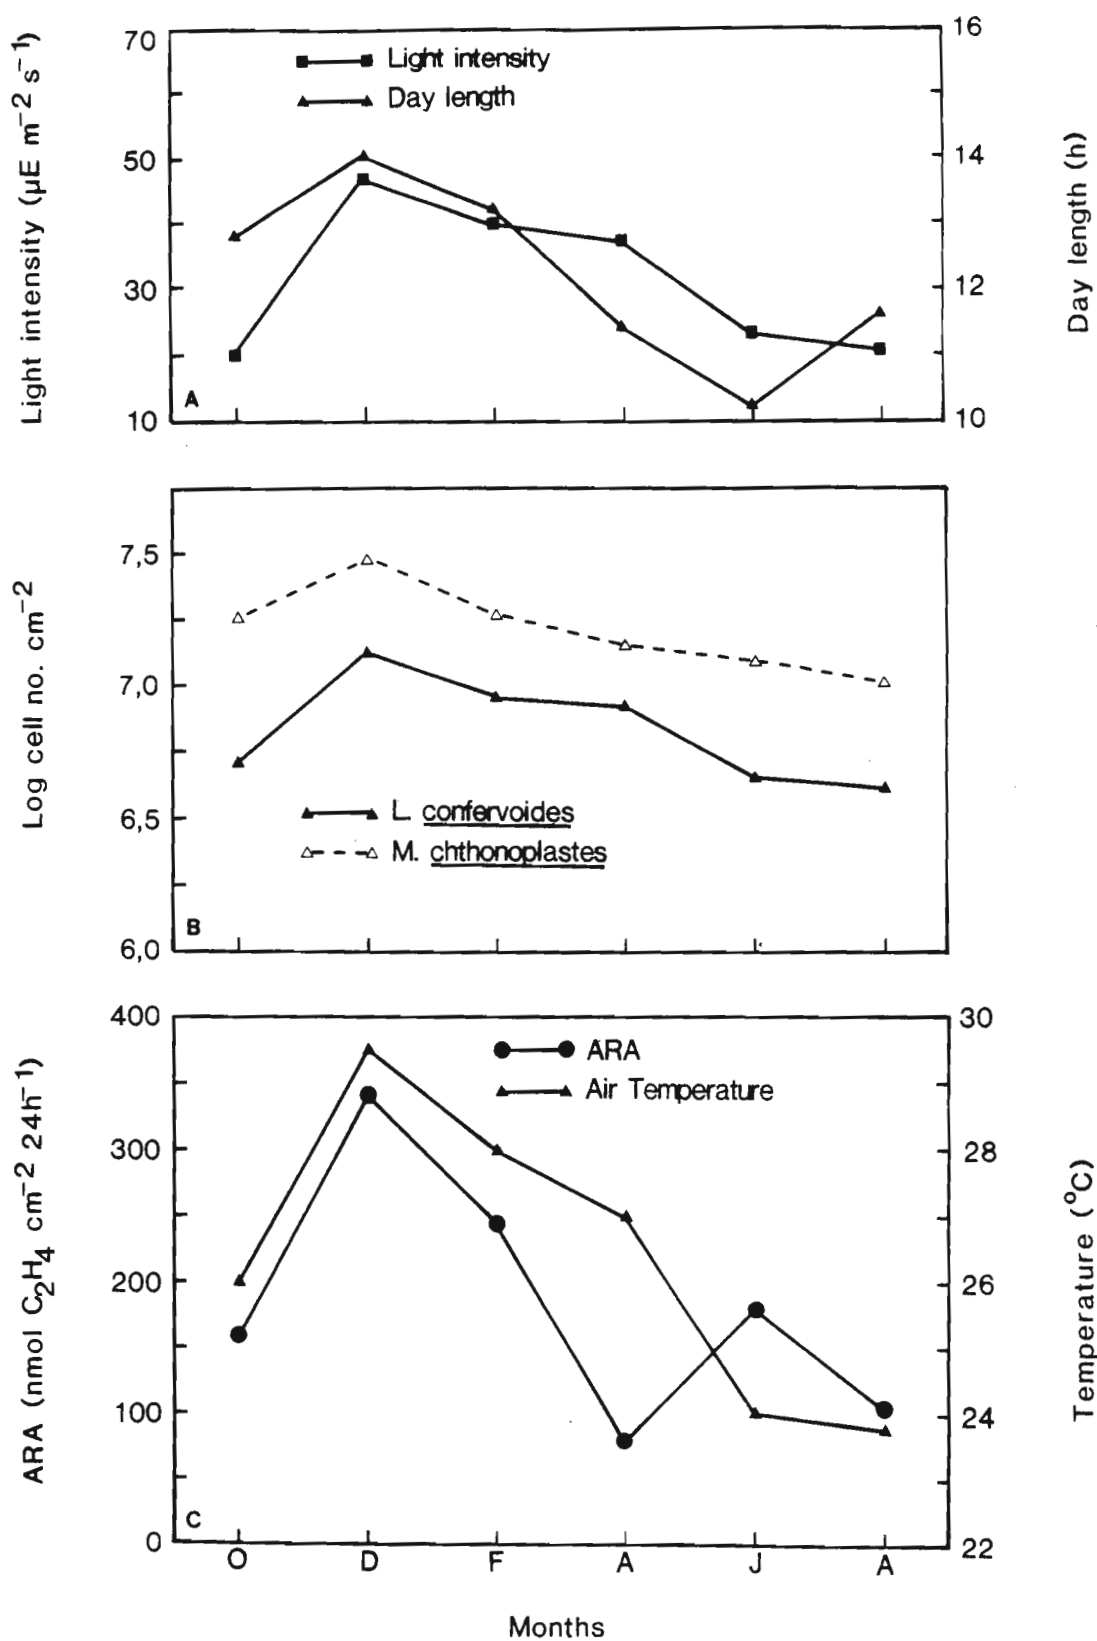 Light intensity (µE m⁻² s⁻¹)
70
50
30
10
Light intensity
Day length
A
16
14
12
10
Day length (h)
Log cell no. cm⁻²
7,5
7,0
6,5
6,0
L. confervoides
M. chthonoplastes
B
ARA (nmol C₂H₄ cm⁻² 24h⁻¹)
400
300
200
100
0
ARA
Air Temperature
C
30
28
26
24
22
Temperature (°C)
O D F A J A
Months